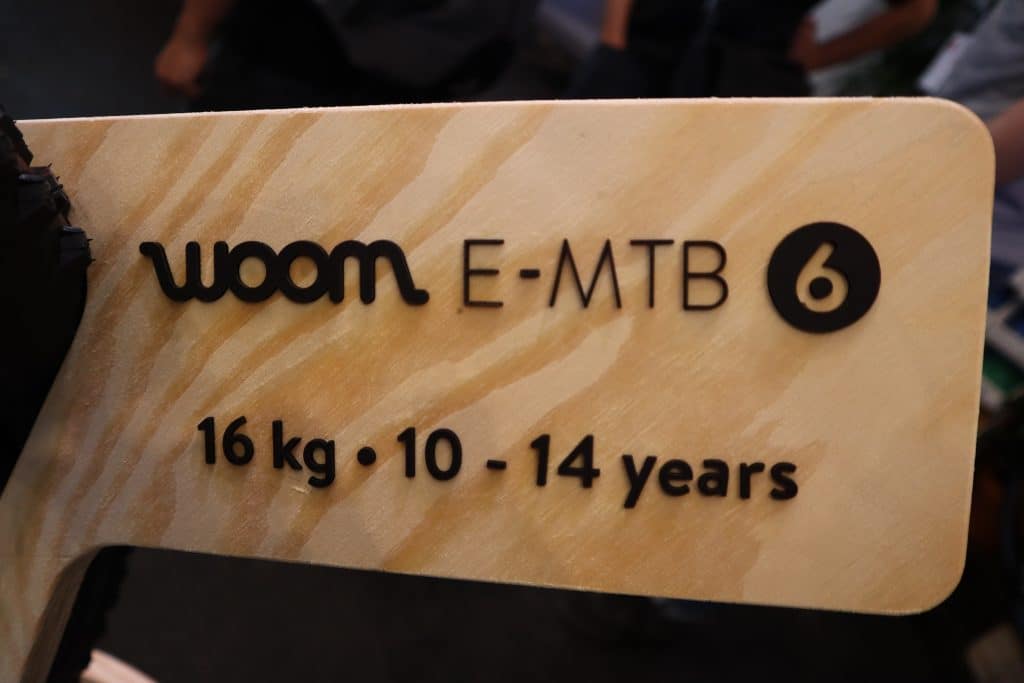 woom E-MTB 6
16 kg • 10 - 14 years